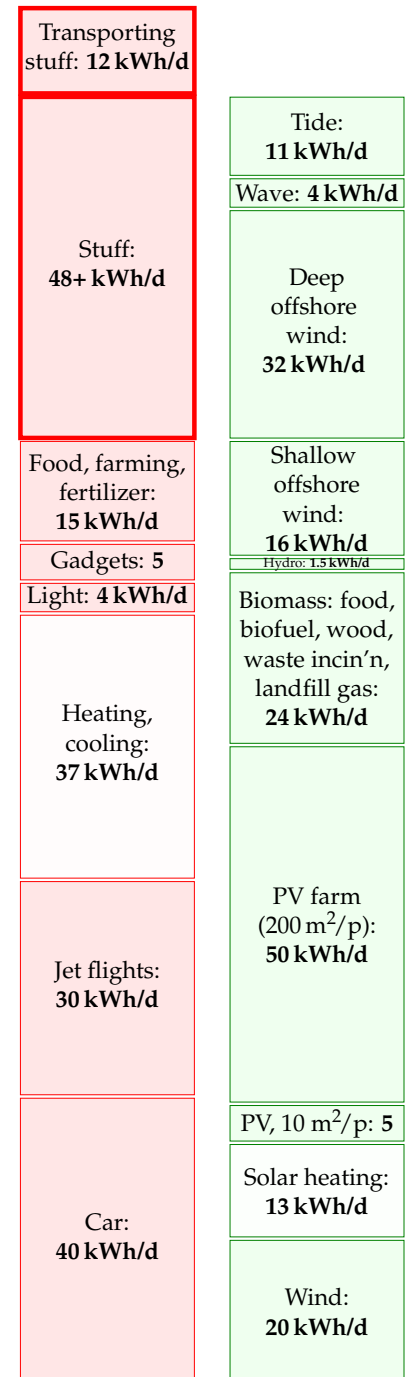 Transporting
stuff: 12 kWh/d
Stuff:
48+ kWh/d
Food, farming,
fertilizer:
15 kWh/d
Gadgets: 5
Light: 4 kWh/d
Heating,
cooling:
37 kWh/d
Jet flights:
30 kWh/d
Car:
40 kWh/d
Tide:
11 kWh/d
Wave: 4 kWh/d
Deep
offshore
wind:
32 kWh/d
Shallow
offshore
wind:
16 kWh/d
Hydro: 1.5 kWh/d
Biomass: food,
biofuel, wood,
waste incin'n,
landfill gas:
24 kWh/d
PV farm
(200 m²/p):
50 kWh/d
PV, 10 m²/p: 5
Solar heating:
13 kWh/d
Wind:
20 kWh/d